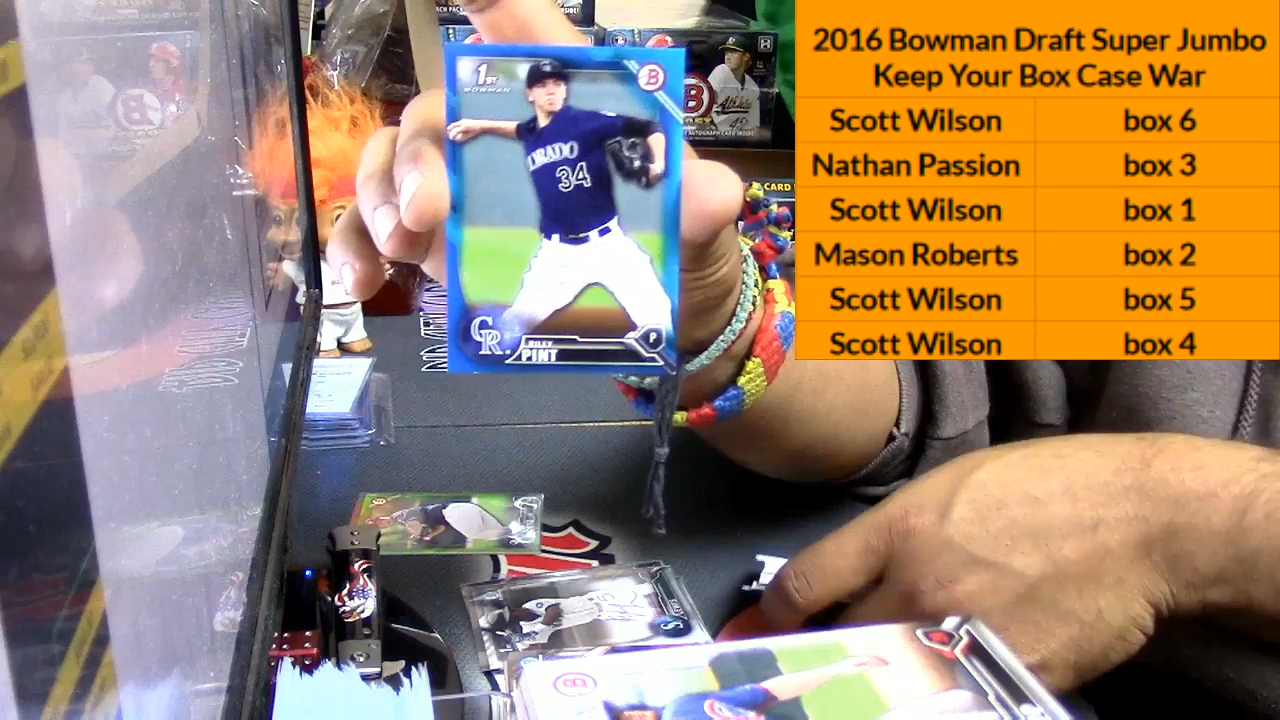 2016 Bowman Draft Super Jumbo
Keep Your Box Case War
Scott Wilson box 6
Nathan Passion box 3
Scott Wilson box 1
Mason Roberts box 2
Scott Wilson box 5
Scott Wilson box 4
1ST
BOWMAN
B
ORADO
34
CR
RILEY
PINT
P
CARD
B